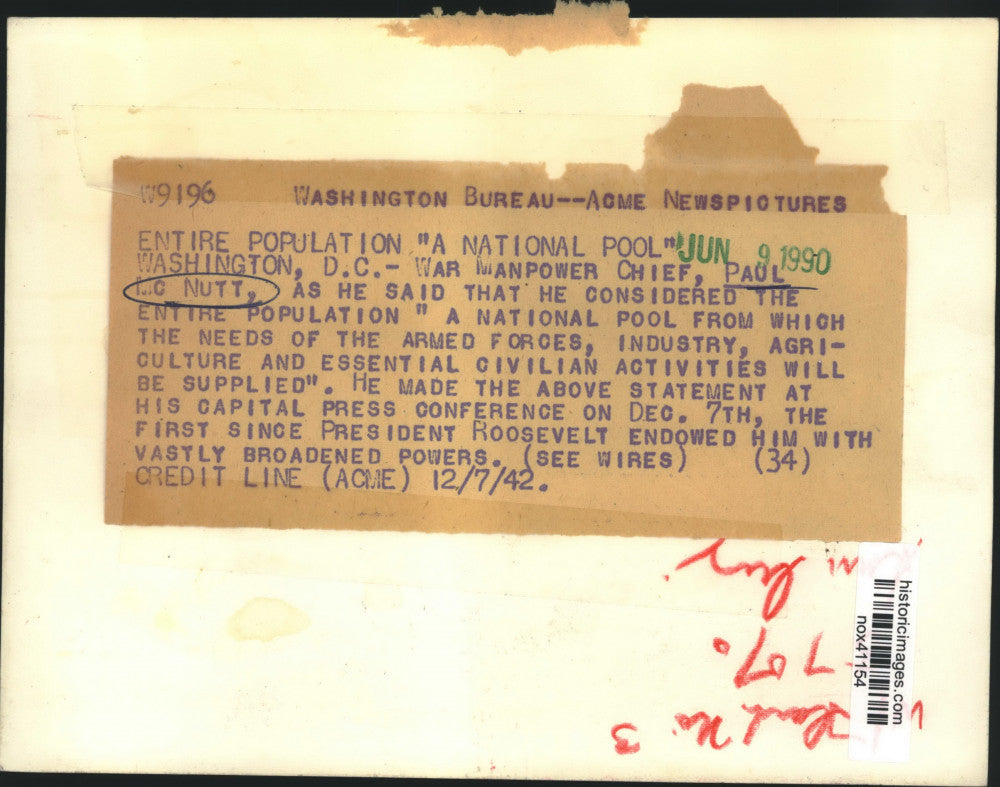 W9196 WASHINGTON BUREAU--ACME NEWSPICTURES
ENTIRE POPULATION "A NATIONAL POOL"
JUN 9 1990
WASHINGTON, D.C.- WAR MANPOWER CHIEF, PAUL
MC NUTT, AS HE SAID THAT HE CONSIDERED THE
ENTIRE POPULATION " A NATIONAL POOL FROM WHICH
THE NEEDS OF THE ARMED FORCES, INDUSTRY, AGRI-
CULTURE AND ESSENTIAL CIVILIAN ACTIVITIES WILL
BE SUPPLIED". HE MADE THE ABOVE STATEMENT AT
HIS CAPITAL PRESS CONFERENCE ON DEC. 7TH, THE
FIRST SINCE PRESIDENT ROOSEVELT ENDOWED HIM WITH
VASTLY BROADENED POWERS. (SEE WIRES) (34)
CREDIT LINE (ACME) 12/7/42.
historicimages.com
nox41154
No 3